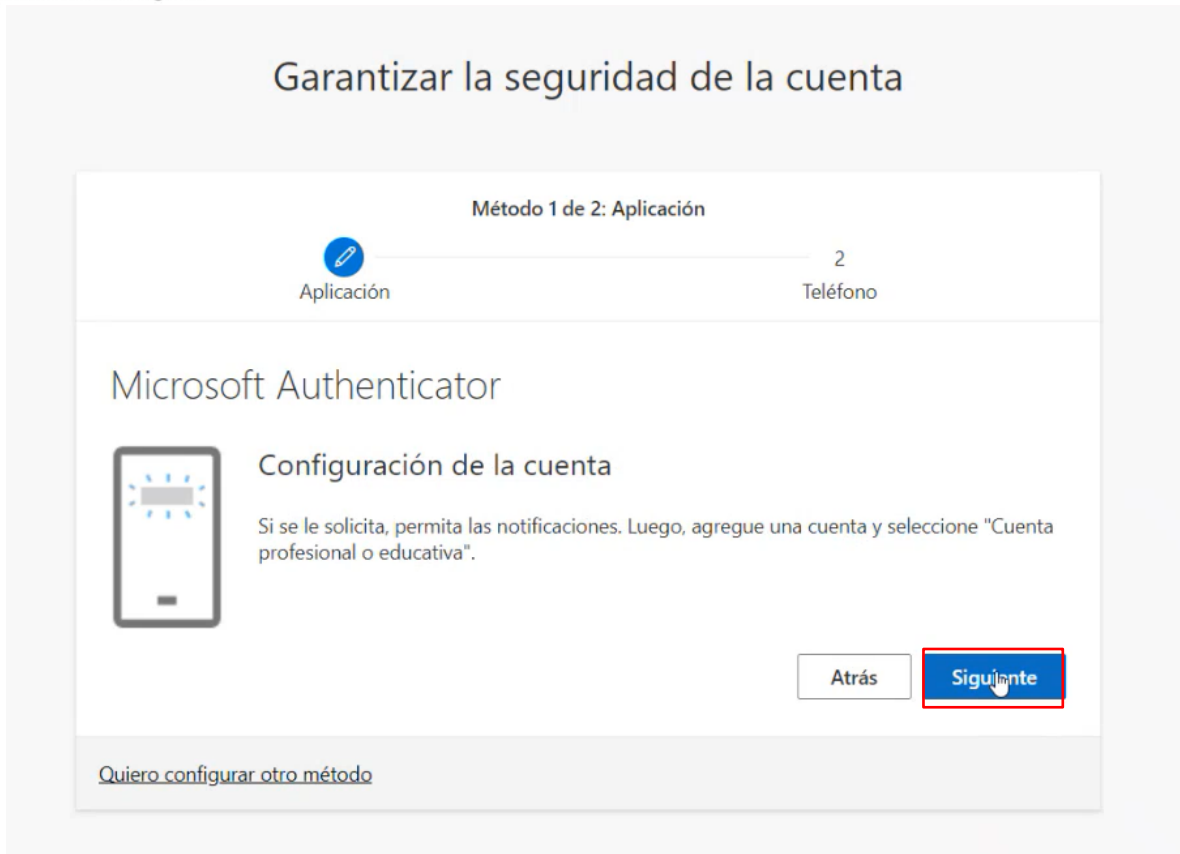 Garantizar la seguridad de la cuenta
Método 1 de 2: Aplicación
2
Aplicación
Teléfono
Microsoft Authenticator
Configuración de la cuenta
Si se le solicita, permita las notificaciones. Luego, agregue una cuenta y seleccione "Cuenta
profesional o educativa".
Atrás
Siguiente
Quiero configurar otro método